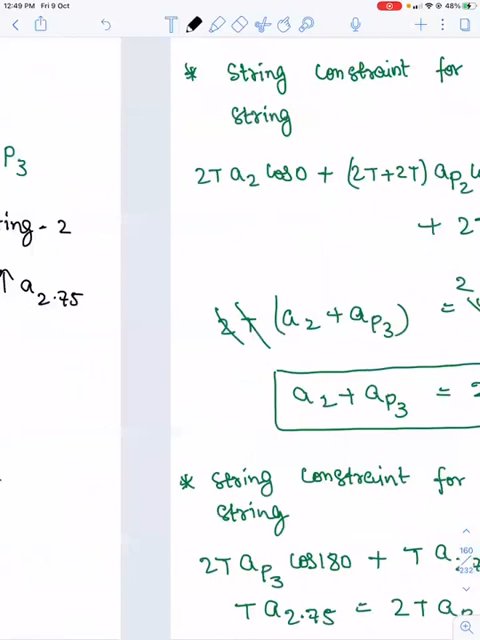 12:49 PM Fri 9 Oct
48%
* String constraint for
string
P3
2T a2 cos0 + (2T+2T) aP2
ing - 2
+ 2T
↑ a2.75
2T (a2 + aP3) = 2
a2 + aP3 = 2
* string constraint for
string
2T aP3 cos180 + T a
160
232
T a2.75 = 2T a